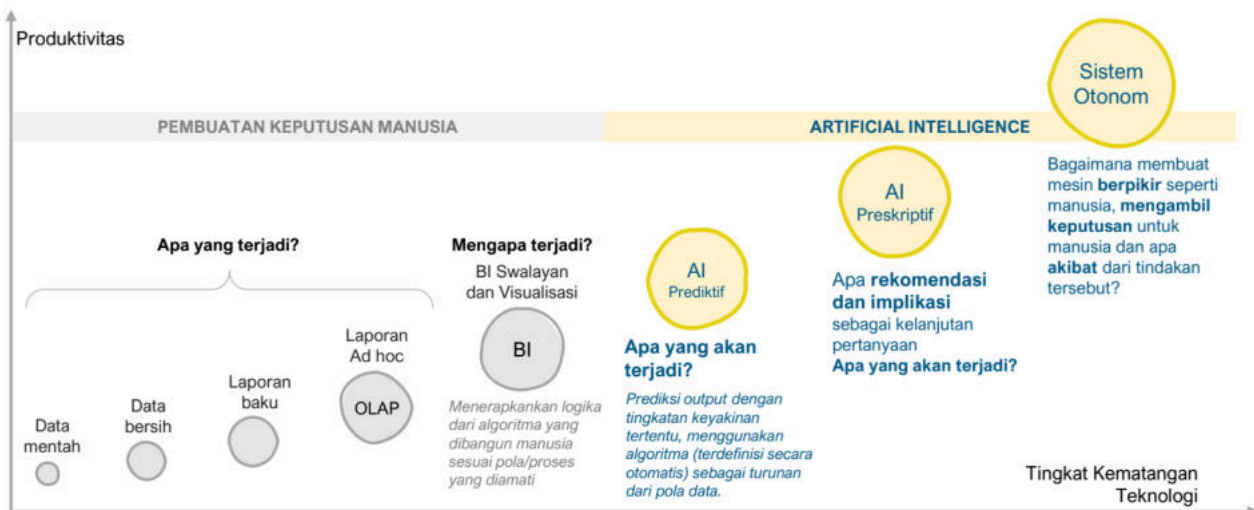 Produktivitas
PEMBUATAN KEPUTUSAN MANUSIA
ARTIFICIAL INTELLIGENCE
Apa yang terjadi?
Data
mentah
Data
bersih
Laporan
baku
Laporan
Ad hoc
OLAP
Mengapa terjadi?
BI Swalayan
dan Visualisasi
BI
Menerapkankan logika
dari algoritma yang
dibangun manusia
sesuai pola/proses
yang diamati
AI
Prediktif
Apa yang akan
terjadi?
Prediksi output dengan
tingkatan keyakinan
tertentu, menggunakan
algoritma (terdefinisi secara
otomatis) sebagai turunan
dari pola data.
AI
Preskriptif
Apa rekomendasi
dan implikasi
sebagai kelanjutan
pertanyaan
Apa yang akan terjadi?
Sistem
Otonom
Bagaimana membuat
mesin berpikir seperti
manusia, mengambil
keputusan untuk
manusia dan apa
akibat dari tindakan
tersebut?
Tingkat Kematangan
Teknologi